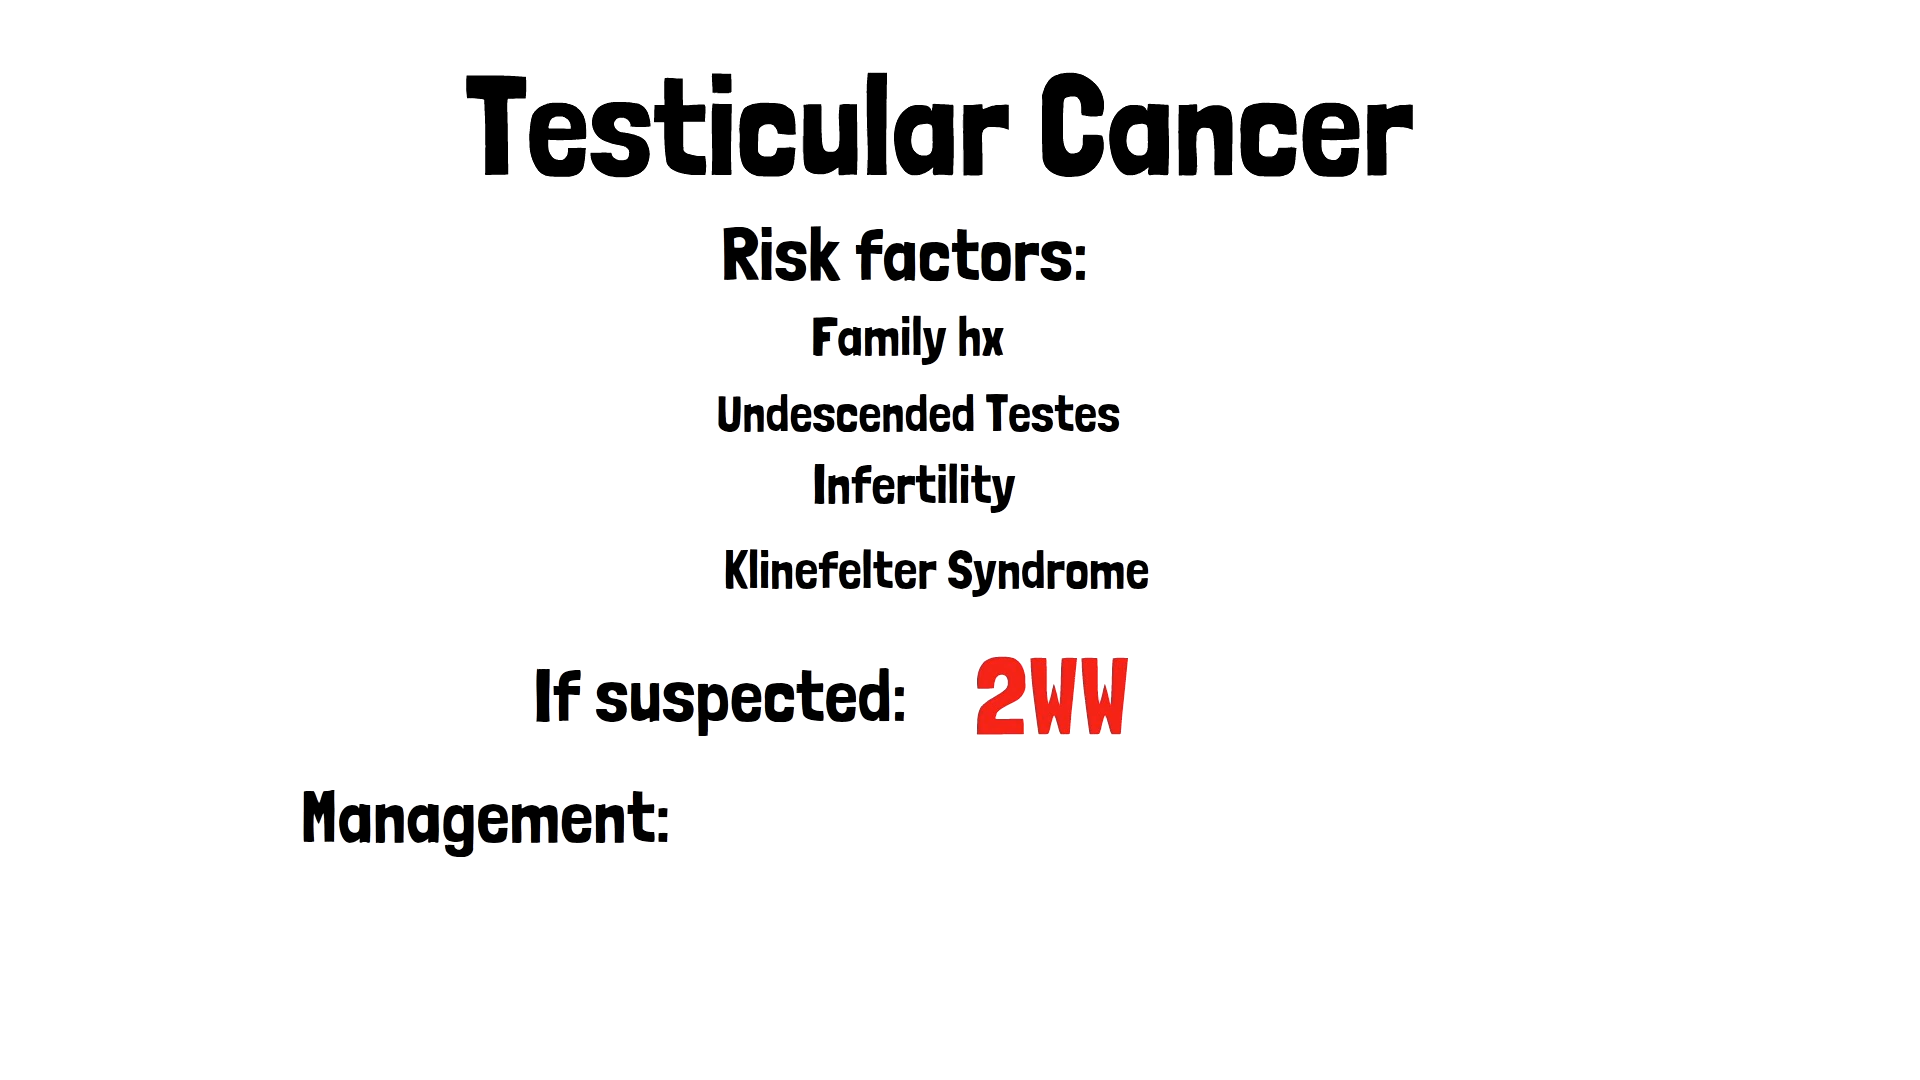 Testicular Cancer
Risk factors:
Family hx
Undescended Testes
Infertility
Klinefelter Syndrome
If suspected: 2WW
Management: